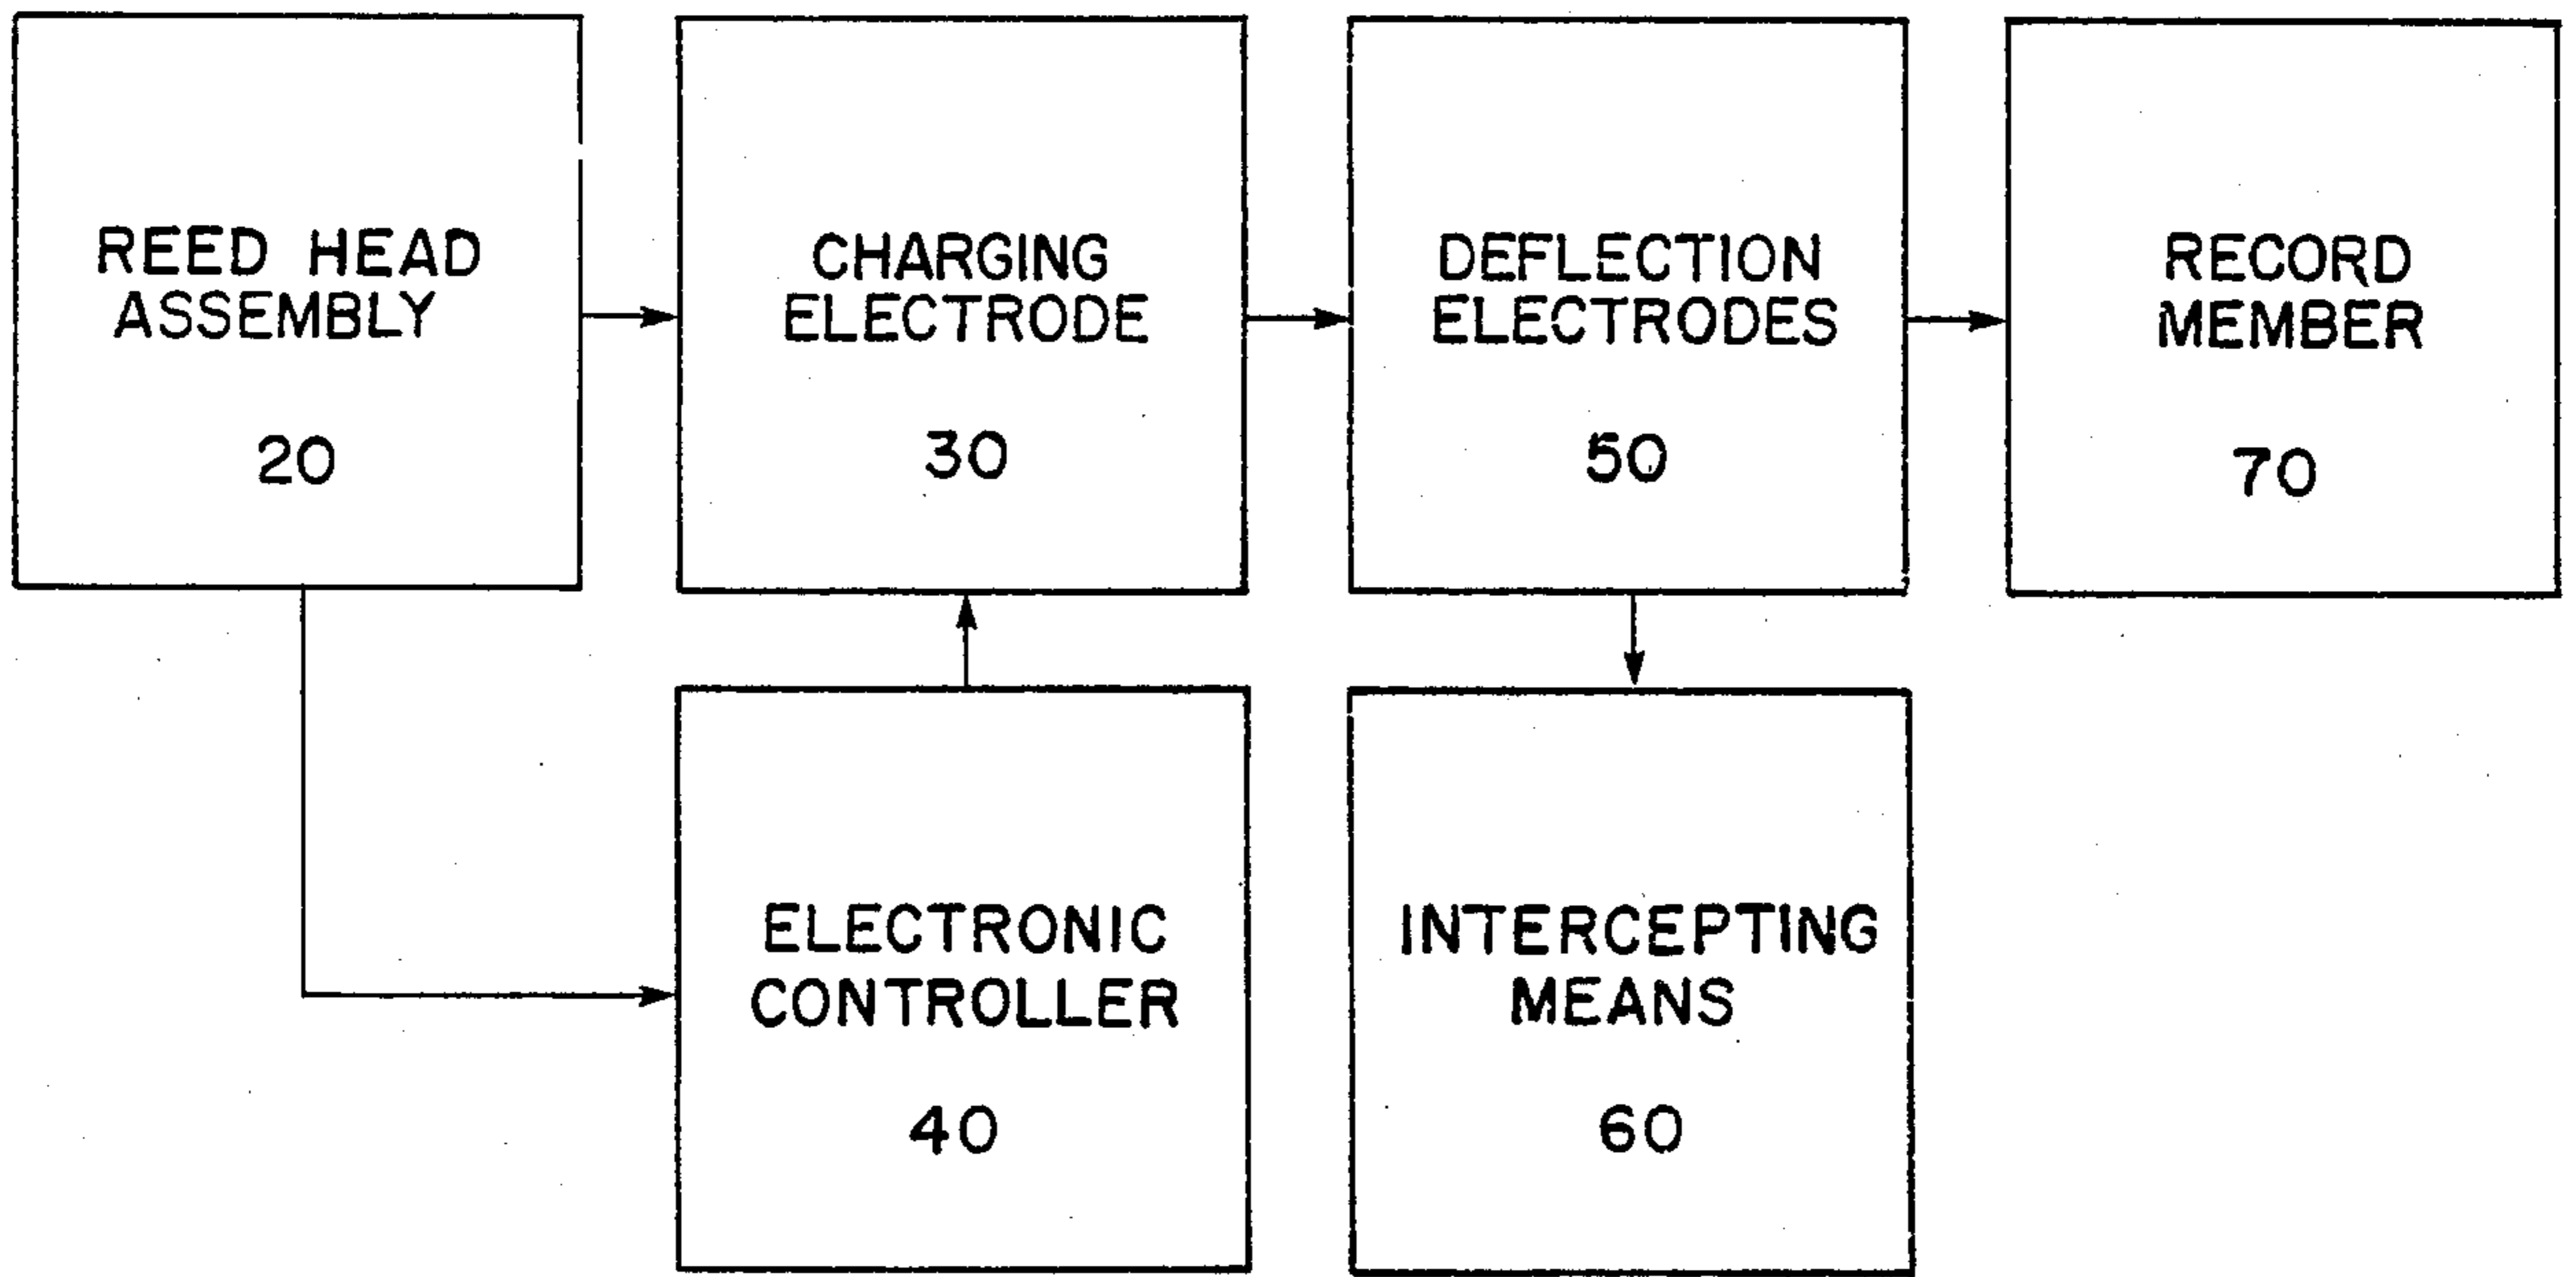 REED HEAD
ASSEMBLY
20
CHARGING
ELECTRODE
30
DEFLECTION
ELECTRODES
50
RECORD
MEMBER
70
ELECTRONIC
CONTROLLER
40
INTERCEPTING
MEANS
60